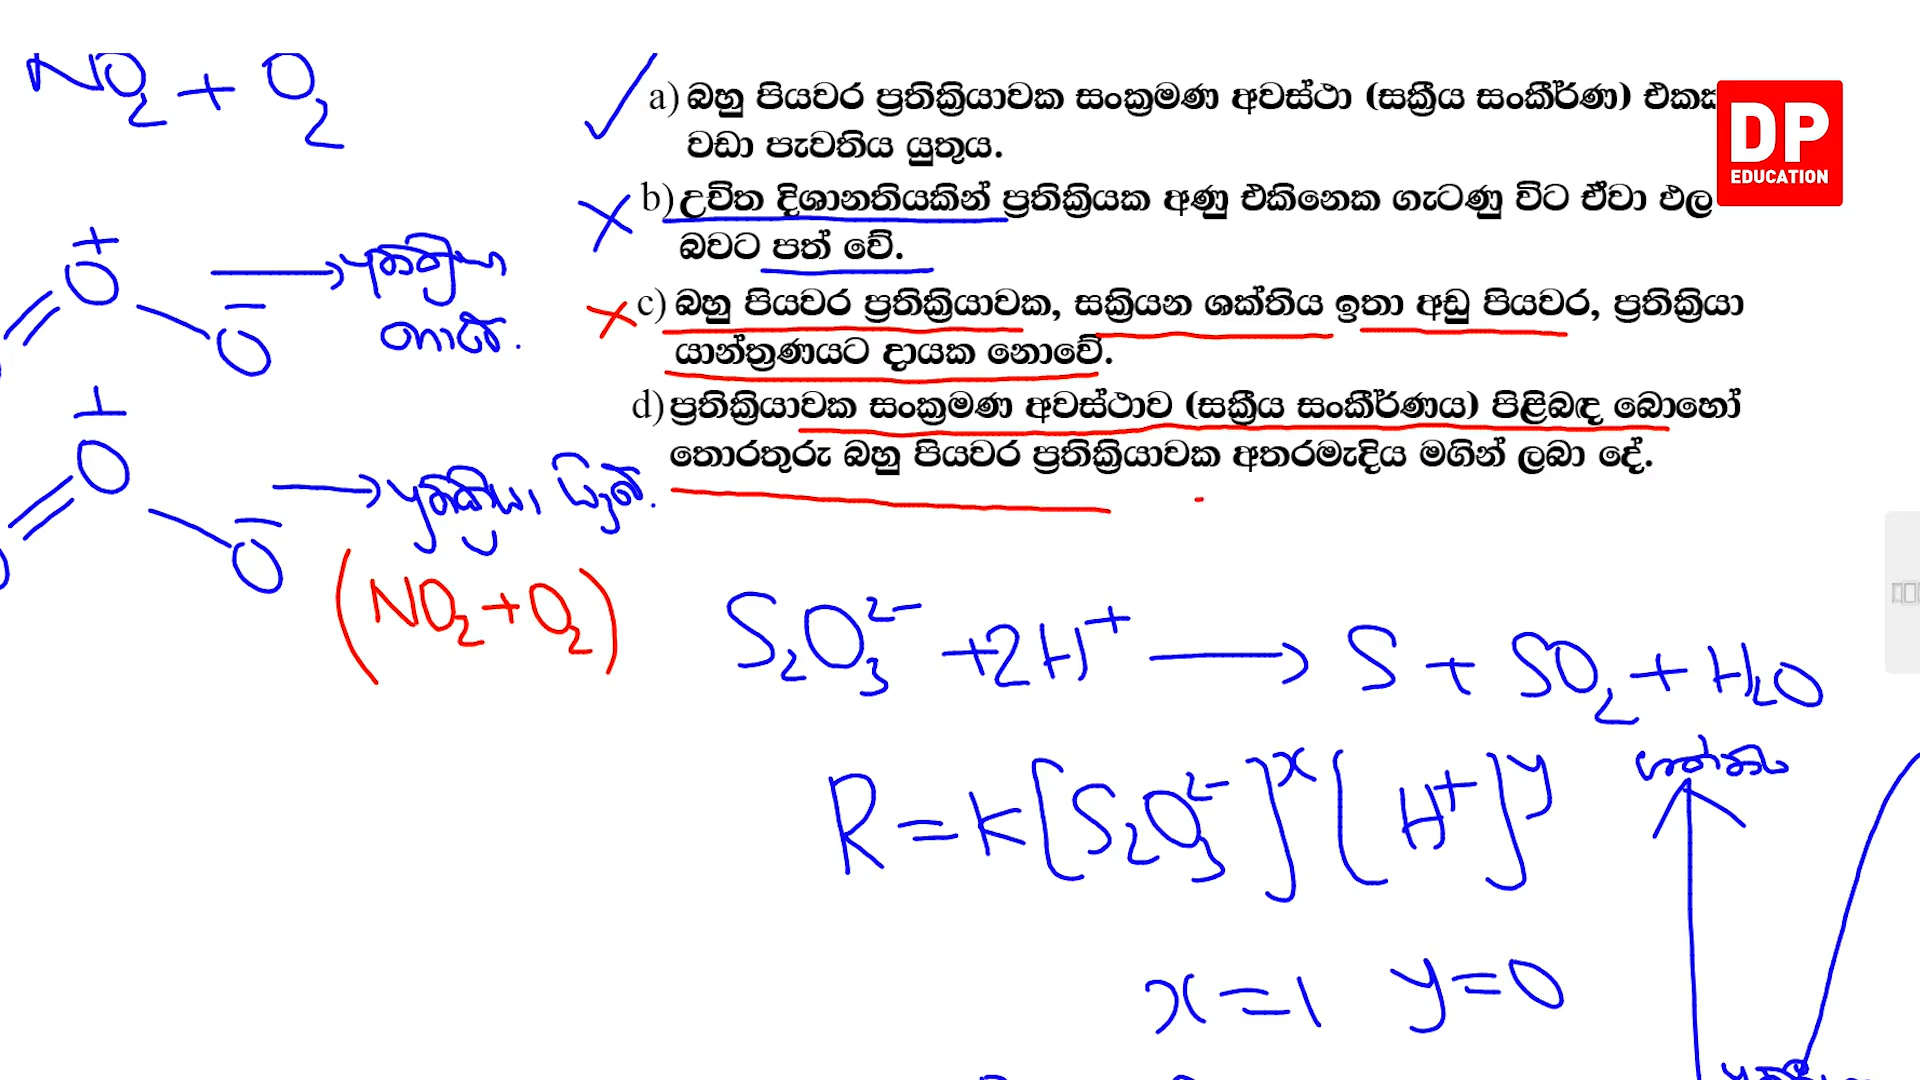 NO2 + O2
a) බහු පියවර ප්‍රතික්‍රියාවක සංක්‍රමණ අවස්ථා (සක්‍රීය සංකීර්ණ)
වඩා පැවතිය යුතුය.
b) උචිත දිශානතියකින් ප්‍රතික්‍රියක අණු එකිනෙක ගැටණු විට ඒවා ඵල
බවට පත් වේ.
c) බහු පියවර ප්‍රතික්‍රියාවක, සක්‍රියන ශක්තිය ඉතා අඩු පියවර, ප්‍රතික්‍රියා
යාන්ත්‍රණයට දායක නොවේ.
d) ප්‍රතික්‍රියාවක සංක්‍රමණ අවස්ථාව (සක්‍රීය සංකීර්ණය) පිළිබඳ බොහෝ
තොරතුරු බහු පියවර ප්‍රතික්‍රියාවක අතරමැදිය මගින් ලබා දේ.
DP
EDUCATION
+
O
O-
O
O-
(NO2 + O2)
S2O3^2- + 2H+ → S + SO2 + H2O
R = k[S2O3^2-]^x [H+]^y
x = 1 y = 0